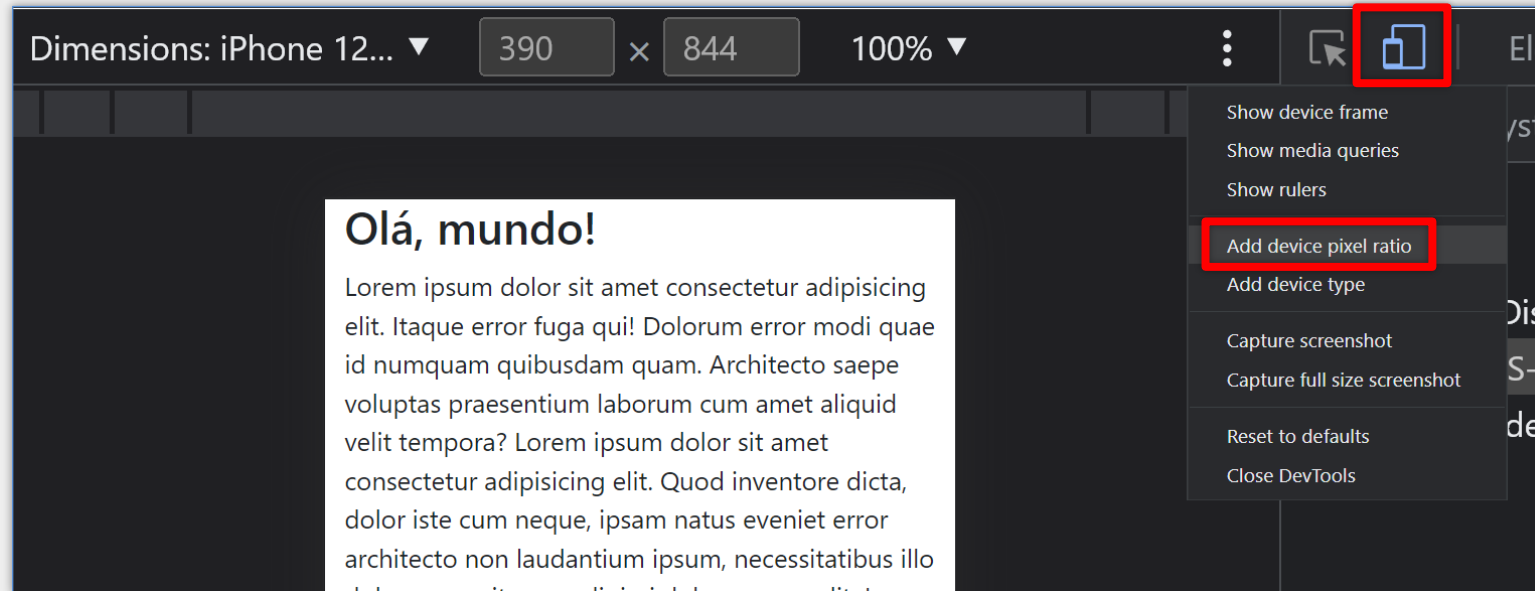 Dimensions: iPhone 12... ▼ 390 × 844 100% ▼ El
Show device frame
Show media queries
Show rulers
Add device pixel ratio
Add device type
Capture screenshot
Capture full size screenshot
Reset to defaults
Close DevTools
Olá, mundo!
Lorem ipsum dolor sit amet consectetur adipisicing
elit. Itaque error fuga qui! Dolorum error modi quae
id numquam quibusdam quam. Architecto saepe
voluptas praesentium laborum cum amet aliquid
velit tempora? Lorem ipsum dolor sit amet
consectetur adipisicing elit. Quod inventore dicta,
dolor iste cum neque, ipsam natus eveniet error
architecto non laudantium ipsum, necessitatibus illo